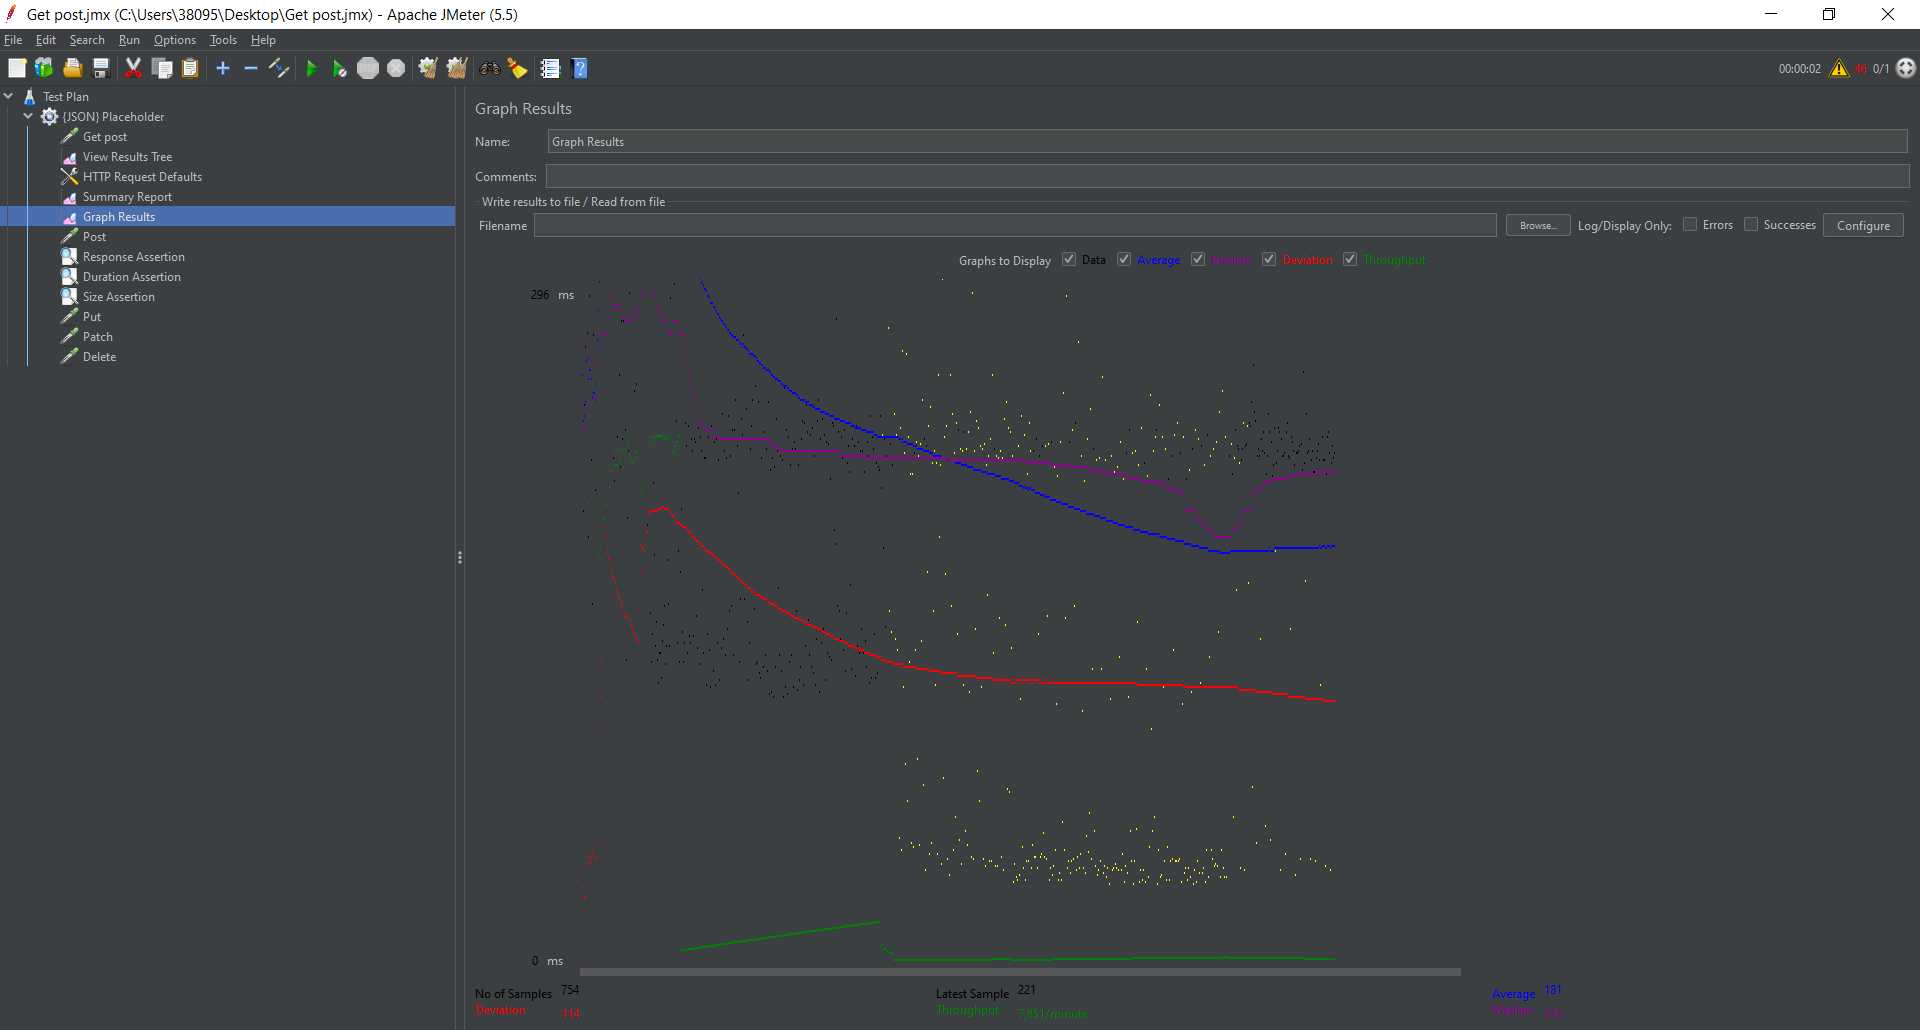 Get post.jmx (C:\Users\38095\Desktop\Get post.jmx) - Apache JMeter (5.5)
File Edit Search Run Options Tools Help
00:00:02 46 0/1
Test Plan
{JSON} Placeholder
Get post
View Results Tree
HTTP Request Defaults
Summary Report
Graph Results
Post
Response Assertion
Duration Assertion
Size Assertion
Put
Patch
Delete
Graph Results
Name: Graph Results
Comments:
Write results to file / Read from file
Filename Browse... Log/Display Only: Errors Successes Configure
Graphs to Display Data Average Median Deviation Throughput
296 ms
0 ms
No of Samples 754 Latest Sample 221 Average 181
Deviation 114 Throughput 7,851/minute Median